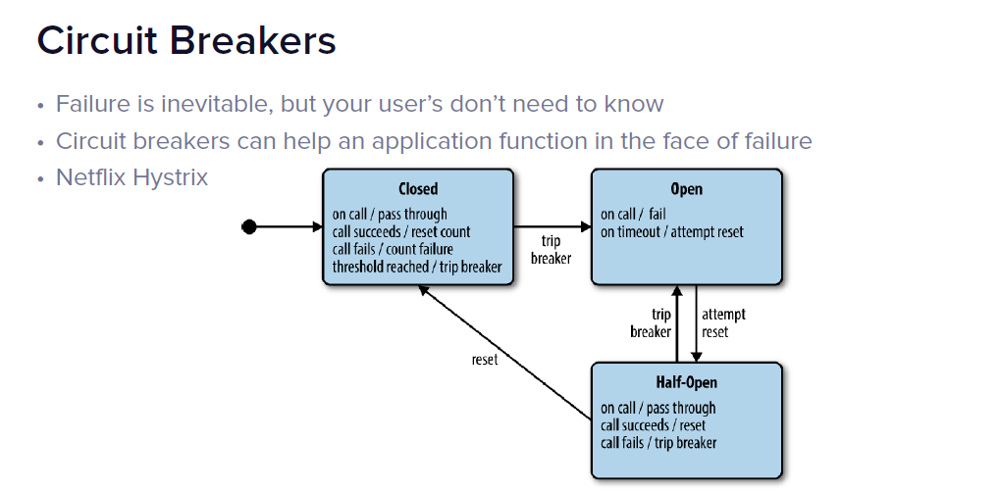 Circuit Breakers
• Failure is inevitable, but your user's don't need to know
• Circuit breakers can help an application function in the face of failure
• Netflix Hystrix
Closed
on call / pass through
call succeeds / reset count
call fails / count failure
threshold reached / trip breaker
trip
breaker
Open
on call / fail
on timeout / attempt reset
trip
breaker
attempt
reset
reset
Half-Open
on call / pass through
call succeeds / reset
call fails / trip breaker